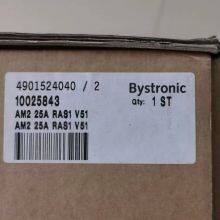 4901524040 / 2
Bystronic
10025843
Qty: 1 ST
AM2 25A RAS1 V51
AM2 25A RAS1 V51